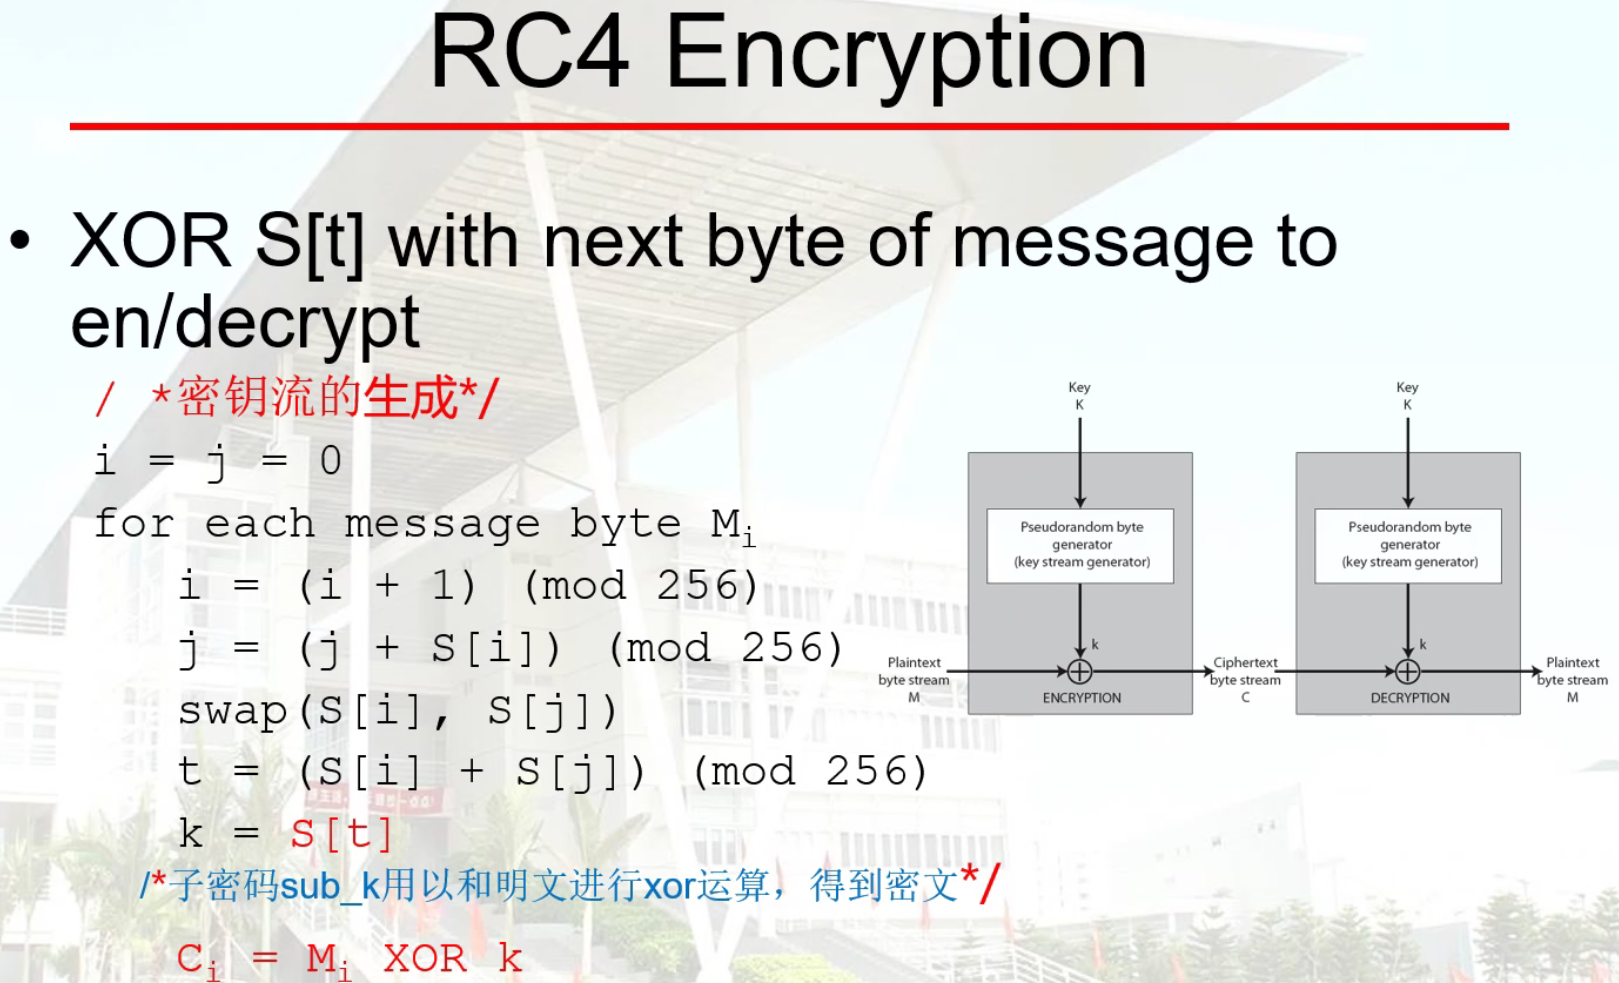 RC4 Encryption
• XOR S[t] with next byte of message to
en/decrypt
/ *密钥流的生成*/
i = j = 0
for each message byte Mi
i = (i + 1) (mod 256)
j = (j + S[i]) (mod 256)
swap(S[i], S[j])
t = (S[i] + S[j]) (mod 256)
k = S[t]
/*子密码sub_k用以和明文进行xor运算，得到密文*/
Ci = Mi XOR k
Key
K
Pseudorandom byte
generator
(key stream generator)
k
Plaintext
byte stream
M
ENCRYPTION
Ciphertext
byte stream
C
Key
K
Pseudorandom byte
generator
(key stream generator)
k
DECRYPTION
Plaintext
byte stream
M